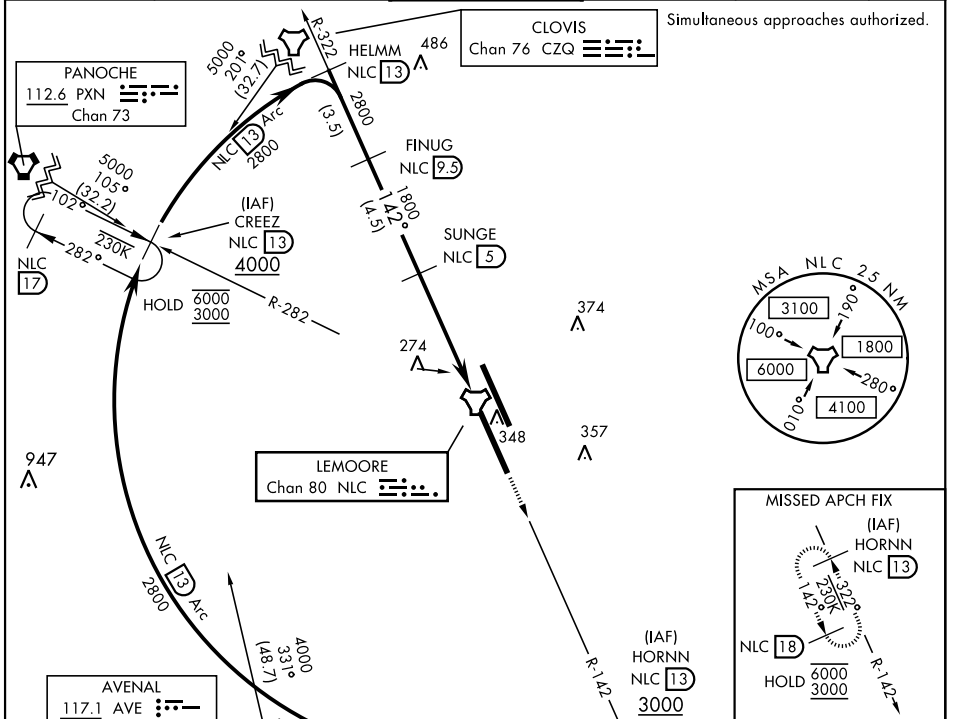 Simultaneous approaches authorized.
CLOVIS
Chan 76 CZQ
R-322
HELMM
NLC 13
486
5000
201°
(32.7)
PANOCHE
112.6 PXN
Chan 73
NLC 13 Arc
2800
2800
(3.5)
FINUG
NLC 9.5
5000
105°
(32.2)
102°
230K
282°
NLC
17
(IAF)
CREEZ
NLC 13
4000
1800
142°
(4.5)
SUNGE
NLC 5
HOLD 6000
3000
R-282
374
274
348
357
MSA NLC 25 NM
3100
190°
100°
1800
6000
280°
010°
4100
947
LEMOORE
Chan 80 NLC
MISSED APCH FIX
(IAF)
HORNN
NLC 13
322°
230K
142°
NLC 18
HOLD 6000
3000
R-142
NLC 13 Arc
2800
4000
331°
(48.7)
R-142
(IAF)
HORNN
NLC 13
3000
AVENAL
117.1 AVE